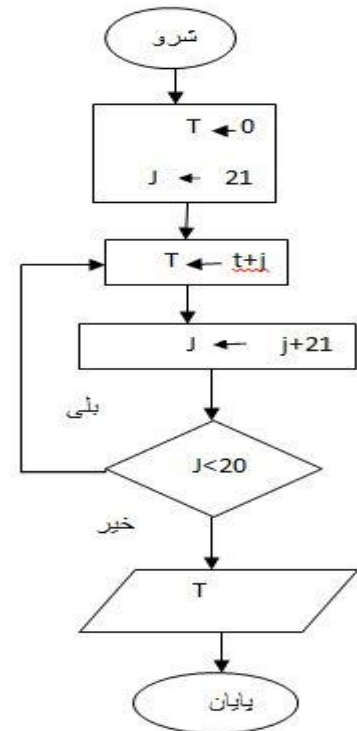 شرو
T ← 0
J ← 21
T ← t+j
J ← j+21
بلی
J<20
خیر
T
پایان